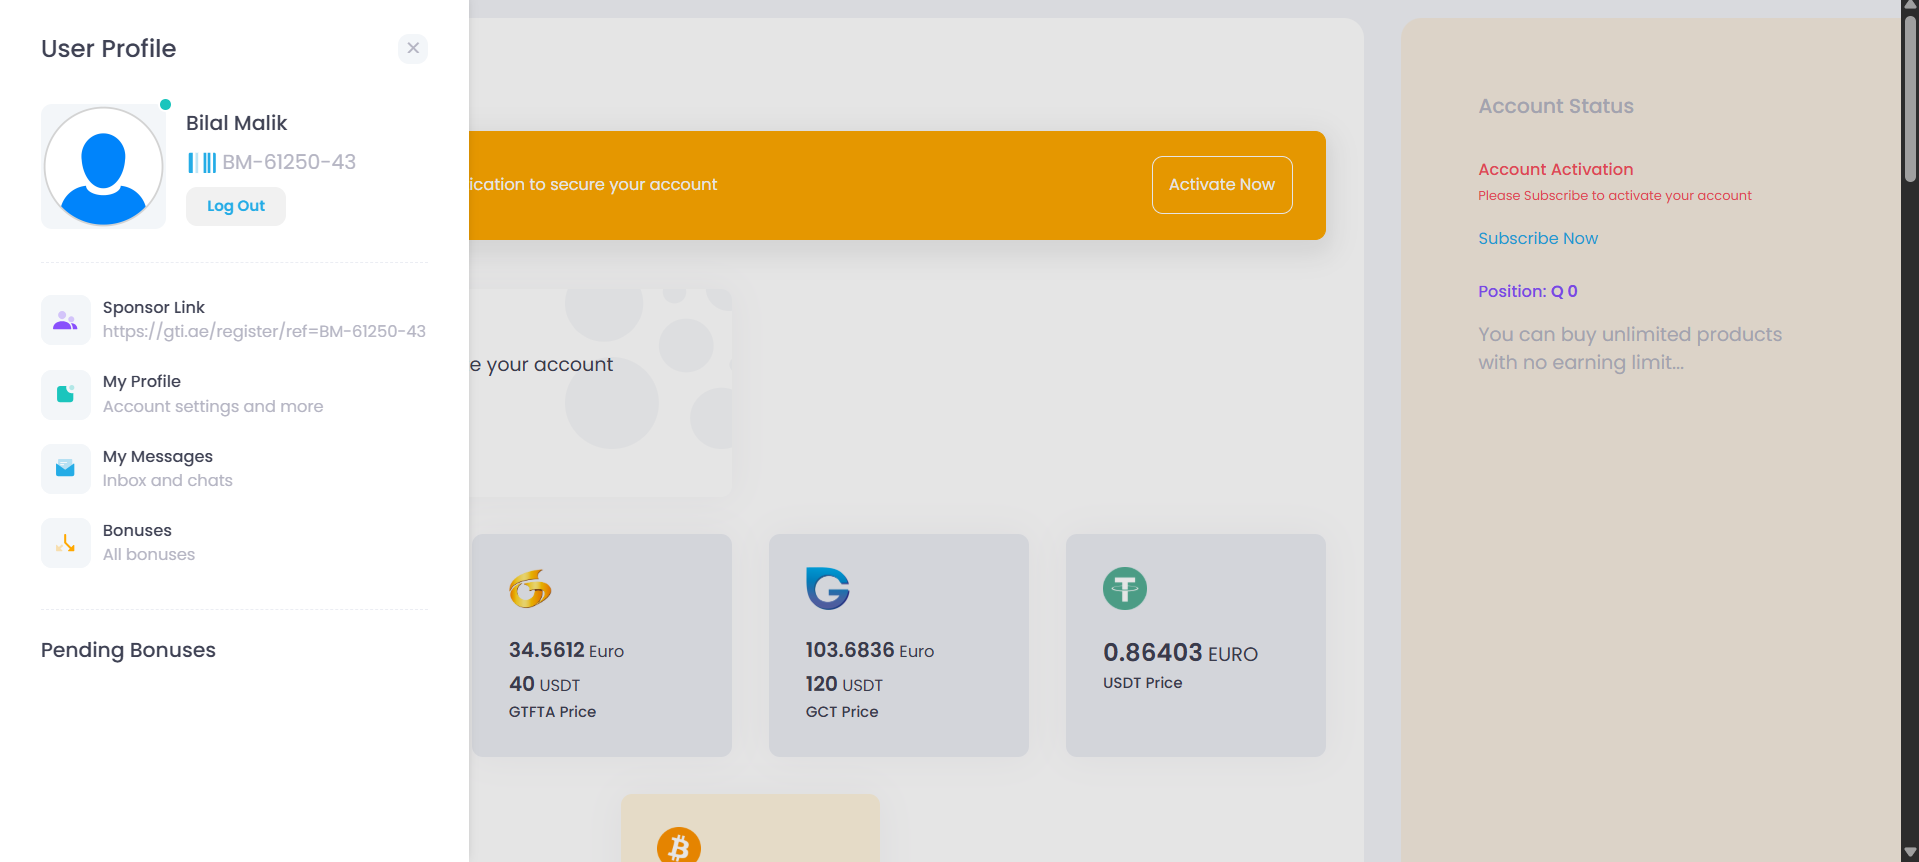 User Profile
Bilal Malik
BM-61250-43
Log Out
Sponsor Link
https://gti.ae/register/ref=BM-61250-43
My Profile
Account settings and more
My Messages
Inbox and chats
Bonuses
All bonuses
Pending Bonuses
ication to secure your account
Activate Now
e your account
34.5612 Euro
40 USDT
GTFTA Price
103.6836 Euro
120 USDT
GCT Price
0.86403 EURO
USDT Price
Account Status
Account Activation
Please Subscribe to activate your account
Subscribe Now
Position: Q 0
You can buy unlimited products
with no earning limit...